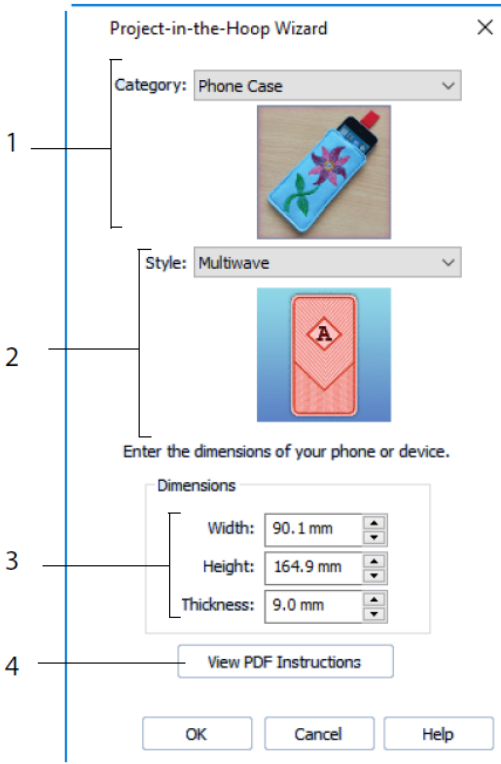 Project-in-the-Hoop Wizard
1
Category: Phone Case
2
Style: Multiwave
A
Enter the dimensions of your phone or device.
Dimensions
3
Width: 90.1 mm
Height: 164.9 mm
Thickness: 9.0 mm
4
View PDF Instructions
OK Cancel Help